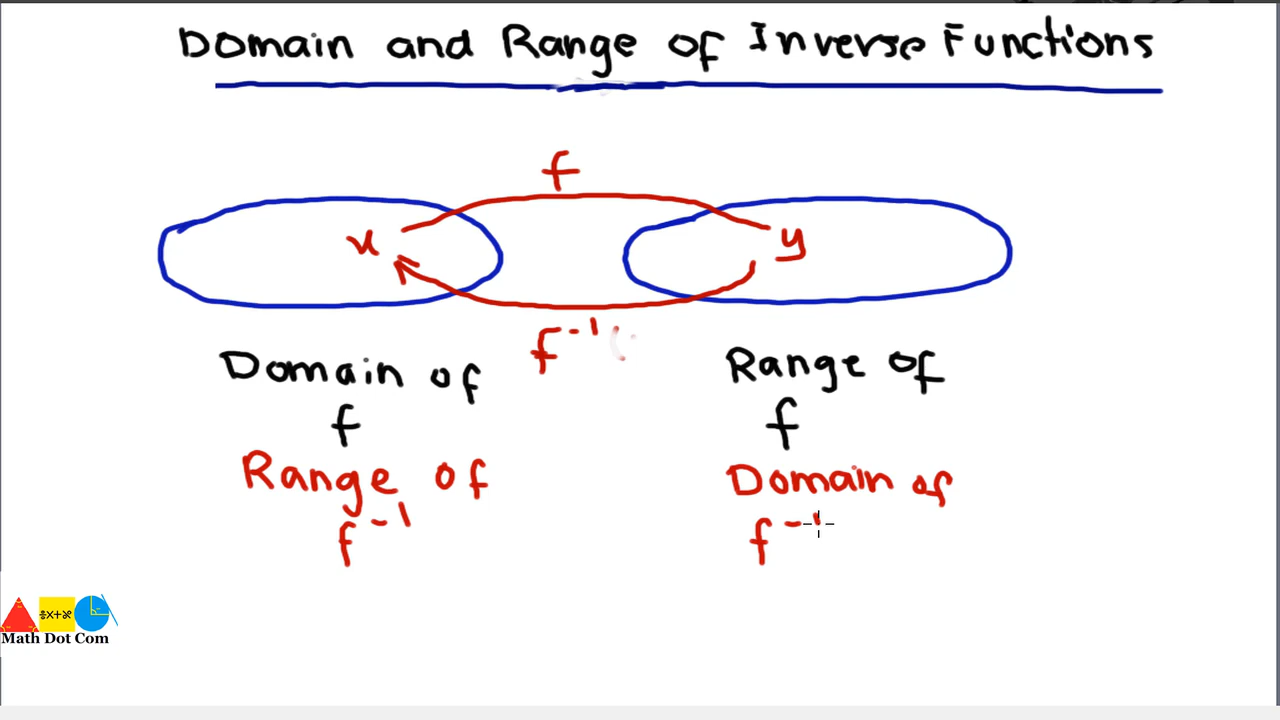 Domain and Range of Inverse Functions
f
x
y
f⁻¹(
Domain of
f
Range of
f⁻¹
Range of
f
Domain of
f⁻¹
÷x+
Math Dot Com